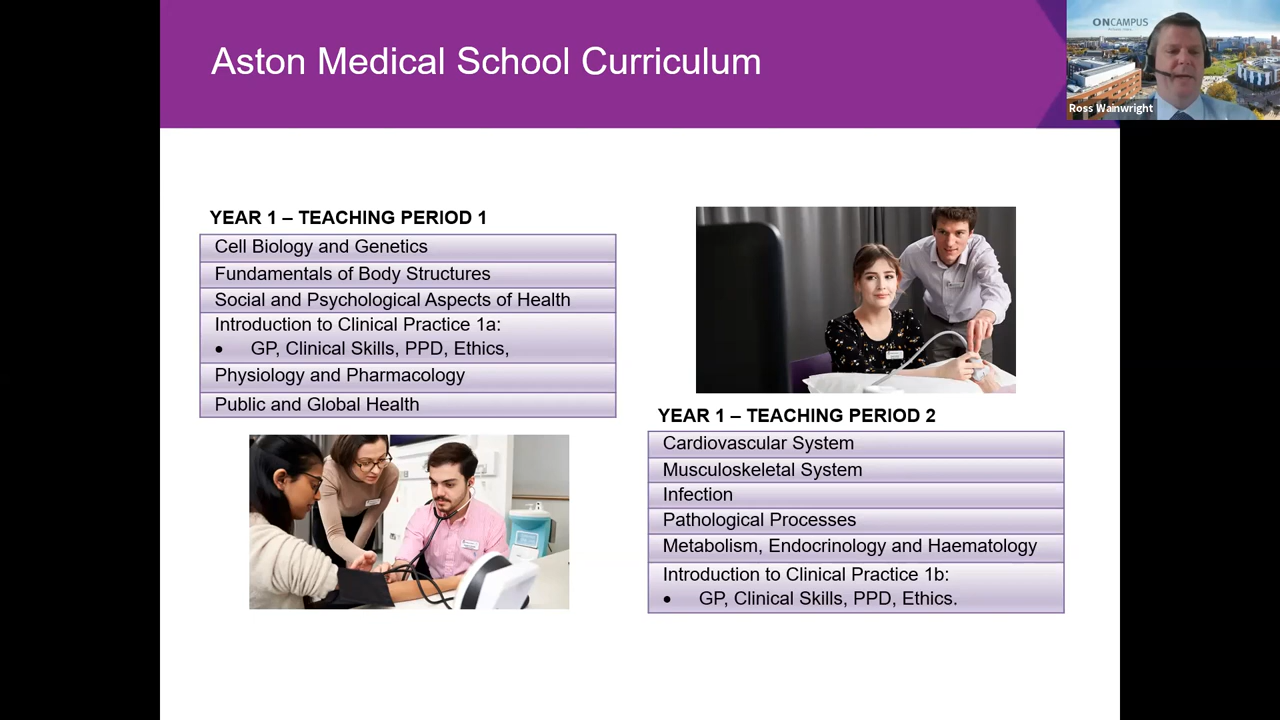 Aston Medical School Curriculum
ONCAMPUS
Ross Wainwright
YEAR 1 – TEACHING PERIOD 1
Cell Biology and Genetics
Fundamentals of Body Structures
Social and Psychological Aspects of Health
Introduction to Clinical Practice 1a:
• GP, Clinical Skills, PPD, Ethics,
Physiology and Pharmacology
Public and Global Health
YEAR 1 – TEACHING PERIOD 2
Cardiovascular System
Musculoskeletal System
Infection
Pathological Processes
Metabolism, Endocrinology and Haematology
Introduction to Clinical Practice 1b:
• GP, Clinical Skills, PPD, Ethics.